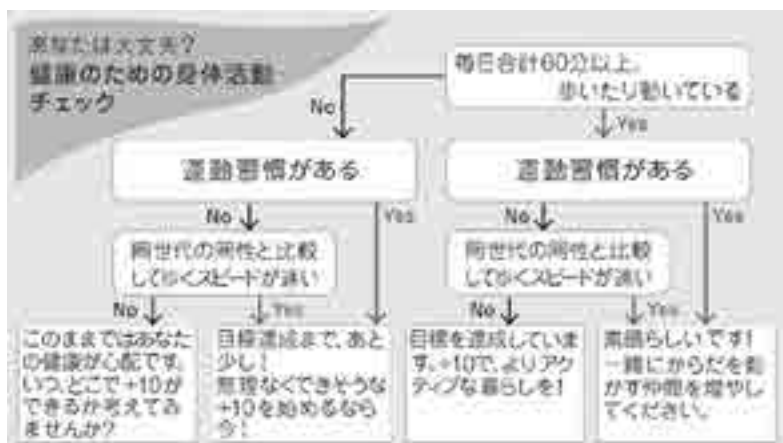 あなたは大丈夫?
健康のための身体活動
チェック
毎日合計60分以上、
歩いたり動いている
No
Yes
運動習慣がある
運動習慣がある
No
Yes
No
Yes
同世代の同性と比較
して歩くスピードが速い
同世代の同性と比較
して歩くスピードが速い
No
Yes
No
Yes
このままではあなた
の健康が心配です。
いつ、どこで+10が
できるか考えてみ
ませんか?
目標達成まで、あと
少し!
無理なくできそうな
+10を始めるなら
今!
目標を達成していま
す。+10で、よりアク
ティブな暮らしを!
素晴らしいです!
一緒にからだを動
かす仲間を増やし
てください。